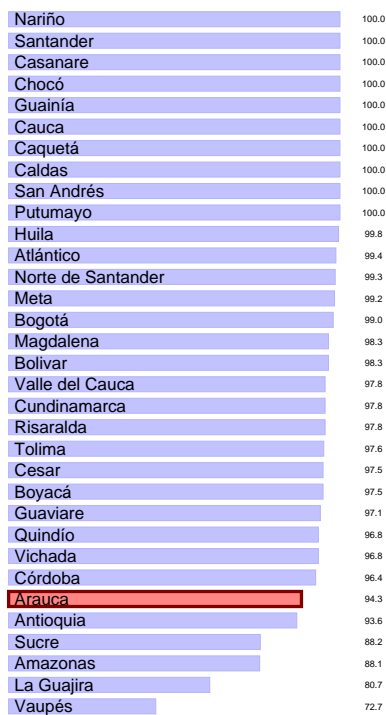 Nariño 100.0
Santander 100.0
Casanare 100.0
Chocó 100.0
Guainía 100.0
Cauca 100.0
Caquetá 100.0
Caldas 100.0
San Andrés 100.0
Putumayo 100.0
Huila 99.8
Atlántico 99.4
Norte de Santander 99.3
Meta 99.2
Bogotá 99.0
Magdalena 98.3
Bolivar 98.3
Valle del Cauca 97.8
Cundinamarca 97.8
Risaralda 97.8
Tolima 97.6
Cesar 97.5
Boyacá 97.5
Guaviare 97.1
Quindío 96.8
Vichada 96.8
Córdoba 96.4
Arauca 94.3
Antioquia 93.6
Sucre 88.2
Amazonas 88.1
La Guajira 80.7
Vaupés 72.7